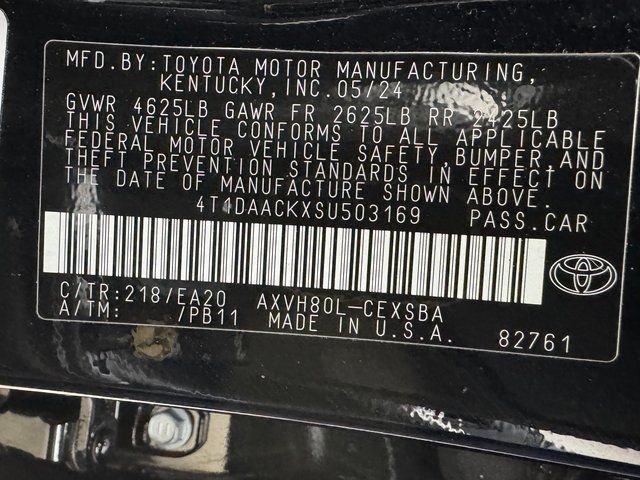 MFD.BY:TOYOTA MOTOR MANUFACTURING,
KENTUCKY,INC.05/24
GVWR 4625LB GAWR FR 2625LB RR 2425LB
THIS VEHICLE CONFORMS TO ALL APPLICABLE
FEDERAL MOTOR VEHICLE SAFETY,BUMPER,AND
THEFT PREVENTION STANDARDS IN EFFECT ON
THE DATE OF MANUFACTURE SHOWN ABOVE.
4T1DAACKXSU503169 PASS.CAR
C/TR:218/EA20 AXVH80L-CEXSBA
A/TM: /PB11 MADE IN U.S.A. 82761